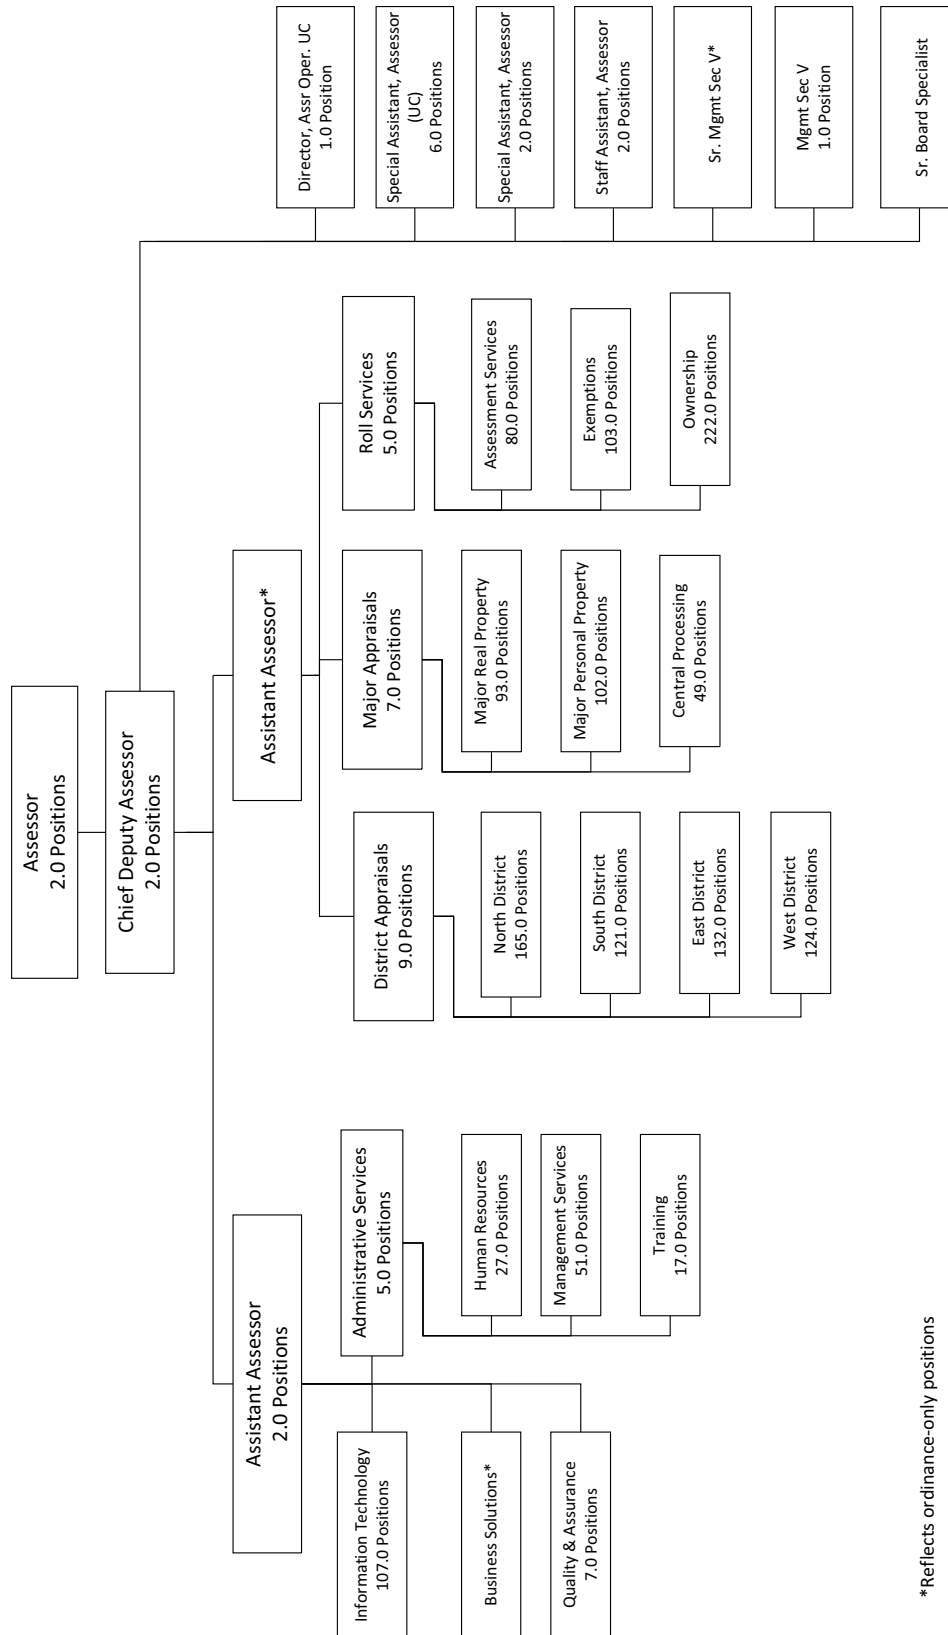 Assessor
2.0 Positions
Chief Deputy Assessor
2.0 Positions
Assistant Assessor
2.0 Positions
Information Technology
107.0 Positions
Business Solutions*
Quality & Assurance
7.0 Positions
Administrative Services
5.0 Positions
Human Resources
27.0 Positions
Management Services
51.0 Positions
Training
17.0 Positions
Assistant Assessor*
District Appraisals
9.0 Positions
North District
165.0 Positions
South District
121.0 Positions
East District
132.0 Positions
West District
124.0 Positions
Major Appraisals
7.0 Positions
Major Real Property
93.0 Positions
Major Personal Property
102.0 Positions
Central Processing
49.0 Positions
Roll Services
5.0 Positions
Assessment Services
80.0 Positions
Exemptions
103.0 Positions
Ownership
222.0 Positions
Director, Assr Oper. UC
1.0 Position
Special Assistant, Assessor
(UC)
6.0 Positions
Special Assistant, Assessor
2.0 Positions
Staff Assistant, Assessor
2.0 Positions
Sr. Mgmt Sec V*
Mgmt Sec V
1.0 Position
Sr. Board Specialist
*Reflects ordinance-only positions